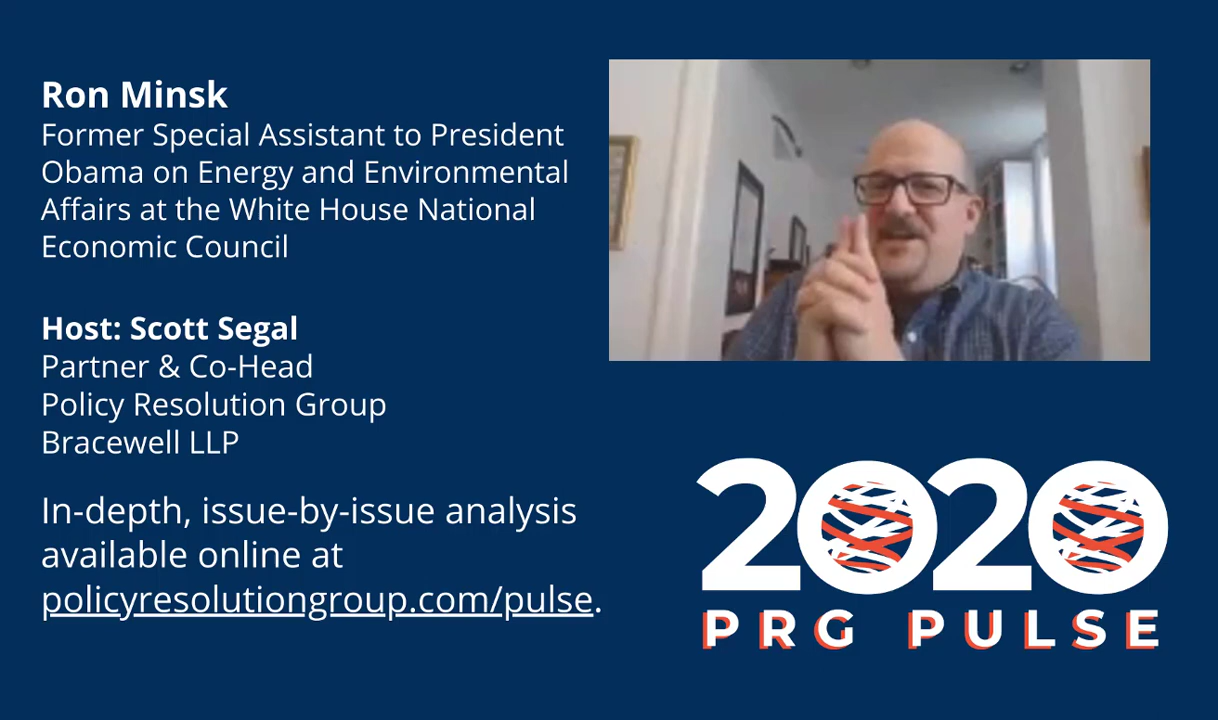 Ron Minsk
Former Special Assistant to President
Obama on Energy and Environmental
Affairs at the White House National
Economic Council
Host: Scott Segal
Partner & Co-Head
Policy Resolution Group
Bracewell LLP
In-depth, issue-by-issue analysis
available online at
policyresolutiongroup.com/pulse.
2020
PRG PULSE